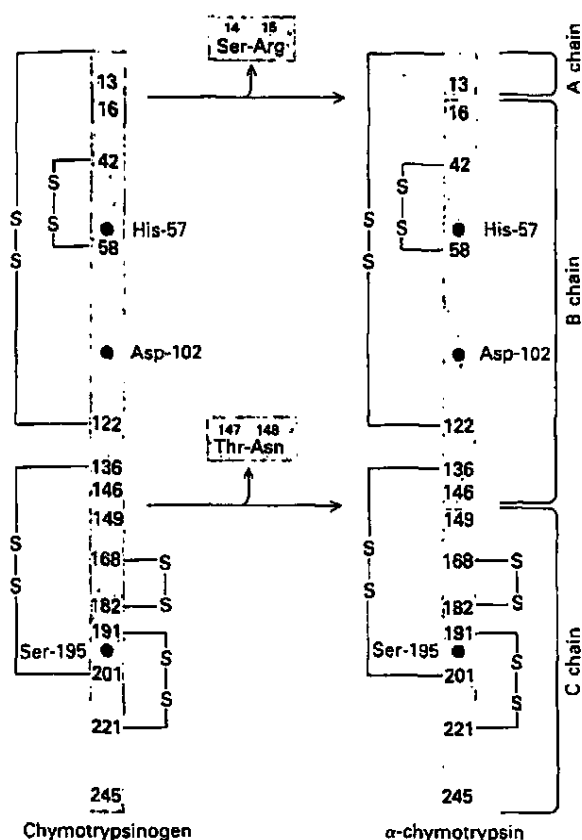 14 15
Ser-Arg
13
16
42
S
S
His-57
58
S
S
Asp-102
122
147 148
Thr-Asn
136
146
149
S
S
168
S
S
182
191
Ser-195
S
S
201
221
245
Chymotrypsinogen
13
16
42
S
S
His-57
58
S
S
Asp-102
122
136
146
149
S
S
168
S
S
182
191
Ser-195
S
S
201
221
245
α-chymotrypsin
A chain
B chain
C chain